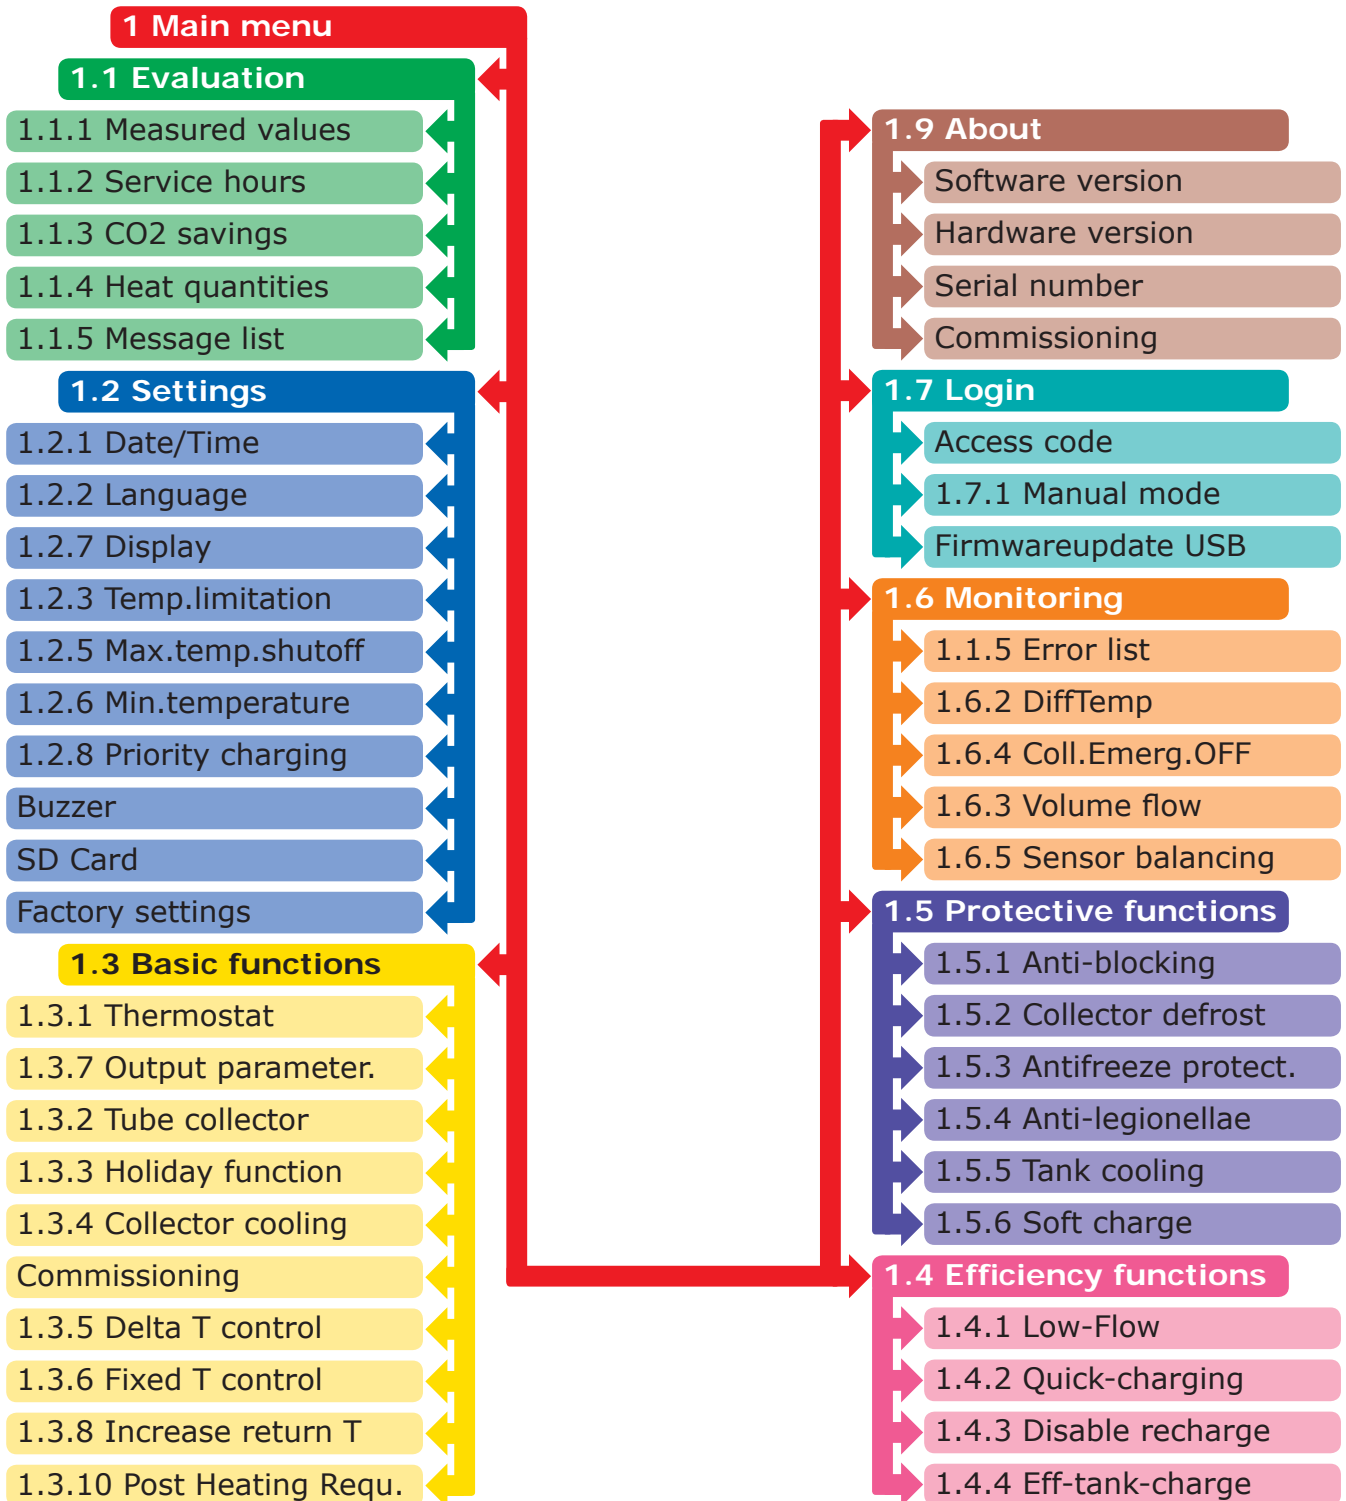 1 Main menu
1.1 Evaluation
1.1.1 Measured values
1.1.2 Service hours
1.1.3 CO2 savings
1.1.4 Heat quantities
1.1.5 Message list
1.2 Settings
1.2.1 Date/Time
1.2.2 Language
1.2.7 Display
1.2.3 Temp.limitation
1.2.5 Max.temp.shutoff
1.2.6 Min.temperature
1.2.8 Priority charging
Buzzer
SD Card
Factory settings
1.3 Basic functions
1.3.1 Thermostat
1.3.7 Output parameter.
1.3.2 Tube collector
1.3.3 Holiday function
1.3.4 Collector cooling
Commissioning
1.3.5 Delta T control
1.3.6 Fixed T control
1.3.8 Increase return T
1.3.10 Post Heating Requ.
1.9 About
Software version
Hardware version
Serial number
Commissioning
1.7 Login
Access code
1.7.1 Manual mode
Firmwareupdate USB
1.6 Monitoring
1.1.5 Error list
1.6.2 DiffTemp
1.6.4 Coll.Emerg.OFF
1.6.3 Volume flow
1.6.5 Sensor balancing
1.5 Protective functions
1.5.1 Anti-blocking
1.5.2 Collector defrost
1.5.3 Antifreeze protect.
1.5.4 Anti-legionellae
1.5.5 Tank cooling
1.5.6 Soft charge
1.4 Efficiency functions
1.4.1 Low-Flow
1.4.2 Quick-charging
1.4.3 Disable recharge
1.4.4 Eff-tank-charge